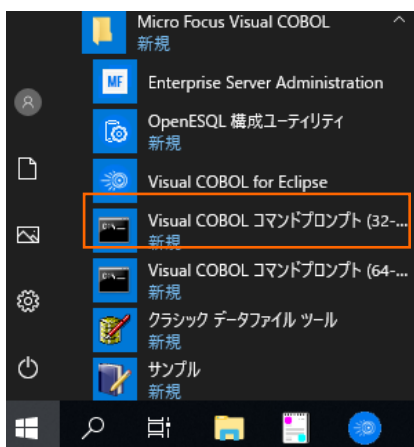 Micro Focus Visual COBOL
新規
MF
Enterprise Server Administration
OpenESQL 構成ユーティリティ
新規
Visual COBOL for Eclipse
Visual COBOL コマンドプロンプト (32-...
新規
Visual COBOL コマンドプロンプト (64-...
新規
クラシック データファイル ツール
新規
サンプル
新規